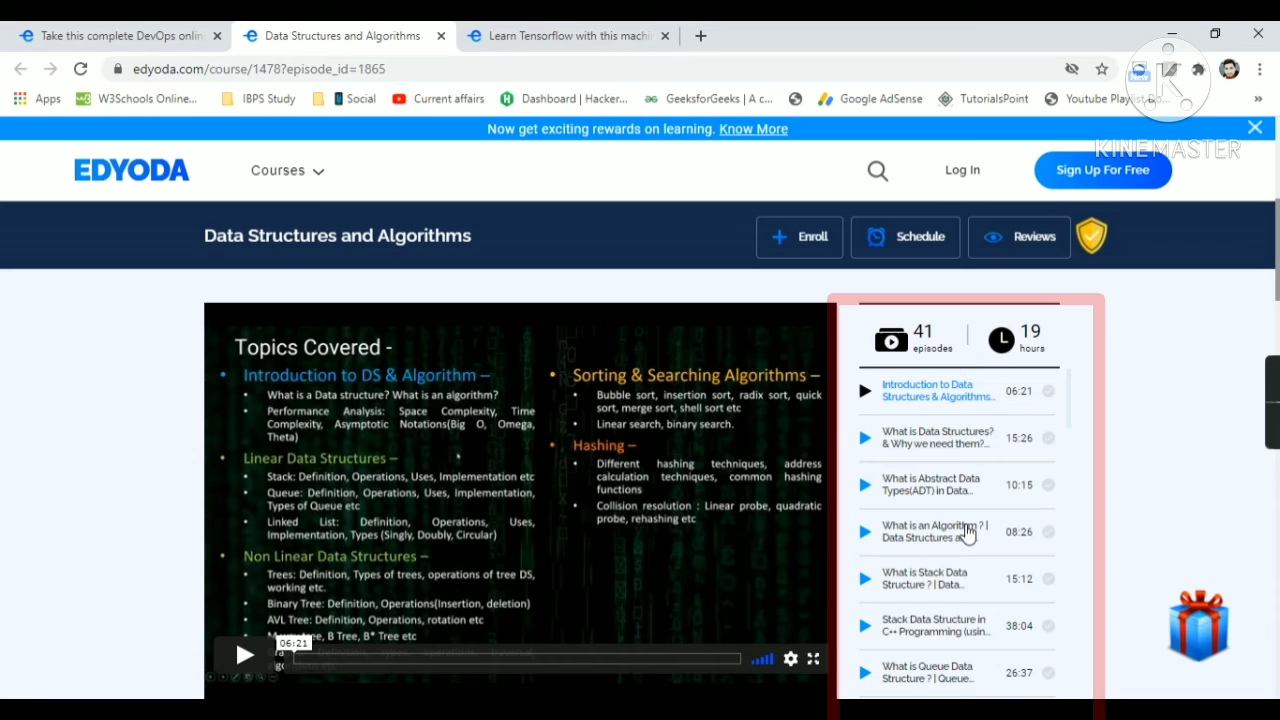 Take this complete DevOps onlin
Data Structures and Algorithms
Learn Tensorflow with this machi
edyoda.com/course/1478?episode_id=1865
Apps
W3Schools Online...
IBPS Study
Social
Current affairs
Dashboard | Hacker...
GeeksforGeeks | A c...
Google AdSense
TutorialsPoint
Youtube Playlist Do...
KINEMASTER
Now get exciting rewards on learning. Know More
EDYODA
Courses
Log In
Sign Up For Free
Data Structures and Algorithms
Enroll
Schedule
Reviews
Topics Covered -
Introduction to DS & Algorithm –
What is a Data structure? What is an algorithm?
Performance Analysis: Space Complexity, Time
Complexity, Asymptotic Notations(Big O, Omega,
Theta)
Linear Data Structures –
Stack: Definition, Operations, Uses, Implementation etc
Queue: Definition, Operations, Uses, Implementation,
Types of Queue etc
Linked List: Definition, Operations, Uses,
Implementation, Types (Singly, Doubly, Circular)
Non Linear Data Structures –
Trees: Definition, Types of trees, operations of tree DS,
working etc.
Binary Tree: Definition, Operations(Insertion, deletion)
AVL Tree: Definition, Operations, rotation etc
B Tree, B* Tree etc
06:21
Sorting & Searching Algorithms –
Bubble sort, insertion sort, radix sort, quick
sort, merge sort, shell sort etc
Linear search, binary search.
Hashing –
Different hashing techniques, address
calculation techniques, common hashing
functions
Collision resolution : Linear probe, quadratic
probe, rehashing etc
41
episodes
19
hours
Introduction to Data
Structures & Algorithms...
06:21
What is Data Structures?
& Why we need them?...
15:26
What is Abstract Data
Types(ADT) in Data...
10:15
What is an Algorithm ? |
Data Structures a
08:26
What is Stack Data
Structure ? | Data...
15:12
Stack Data Structure in
C++ Programming (usin...
38:04
What is Queue Data
Structure ? | Queue...
26:37